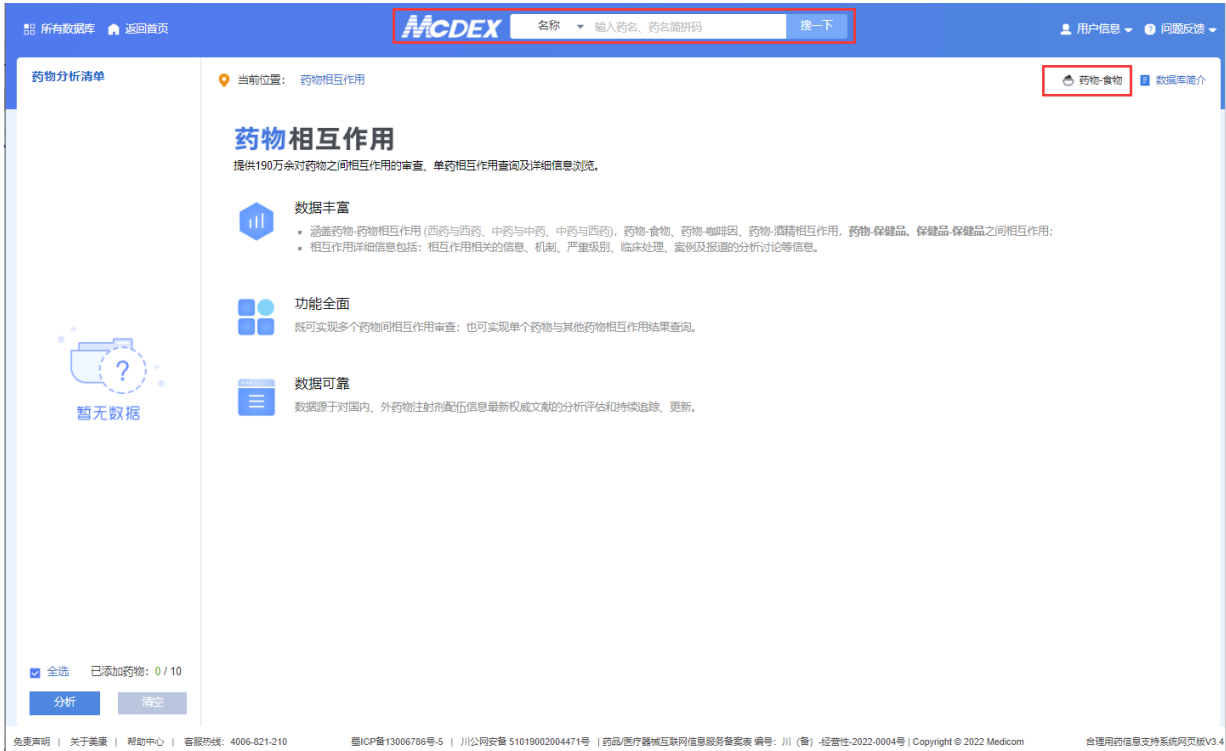 所有数据库 返回首页 MCDEX 名称 输入药名、药名简拼码 搜一下 用户信息 问题反馈
药物分析清单
当前位置： 药物相互作用 药物-食物 数据库简介
药物相互作用
提供190万余对药物之间相互作用的审查、单药相互作用查询及详细信息浏览。
数据丰富
涵盖药物-药物相互作用 (西药与西药、中药与中药、中药与西药)，药物-食物、药物-咖啡因、药物-酒精相互作用，药物-保健品、保健品-保健品之间相互作用；
相互作用详细信息包括：相互作用相关的信息、机制、严重级别、临床处理、案例及报道的分析讨论等信息。
功能全面
既可实现多个药物间相互作用审查；也可实现单个药物与其他药物相互作用结果查询。
数据可靠
数据源于对国内、外药物注射剂配伍信息最新权威文献的分析评估和持续追踪、更新。
?
暂无数据
全选 已添加药物：0 / 10
分析 清空
免责声明 | 关于美康 | 帮助中心 | 客服热线：4006-821-210 蜀ICP备13006786号-5 | 川公网安备 51019002004471号 | 药品/医疗器械互联网信息服务备案表 编号：川（备）-经营性-2022-0004号 | Copyright © 2022 Medicom 合理用药信息支持系统网页版V3.4